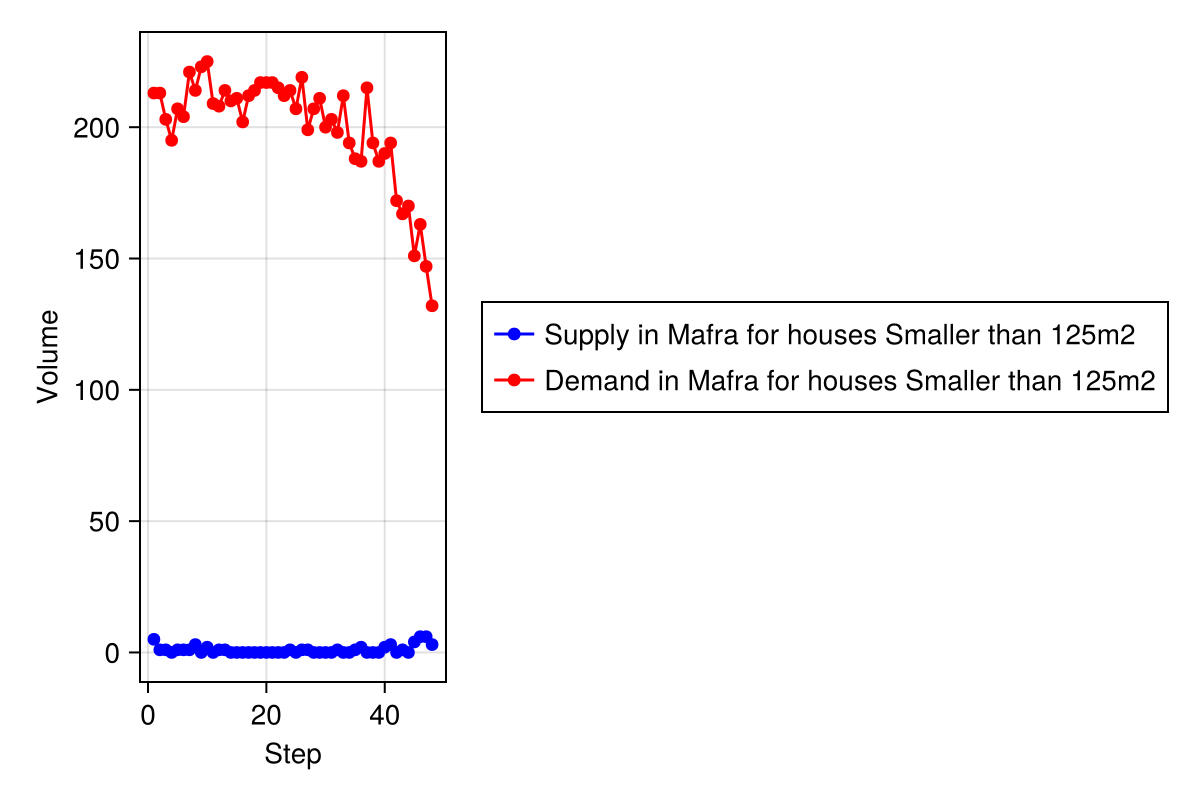 Volume
200
150
100
50
0
0 20 40
Step
Supply in Mafra for houses Smaller than 125m2
Demand in Mafra for houses Smaller than 125m2